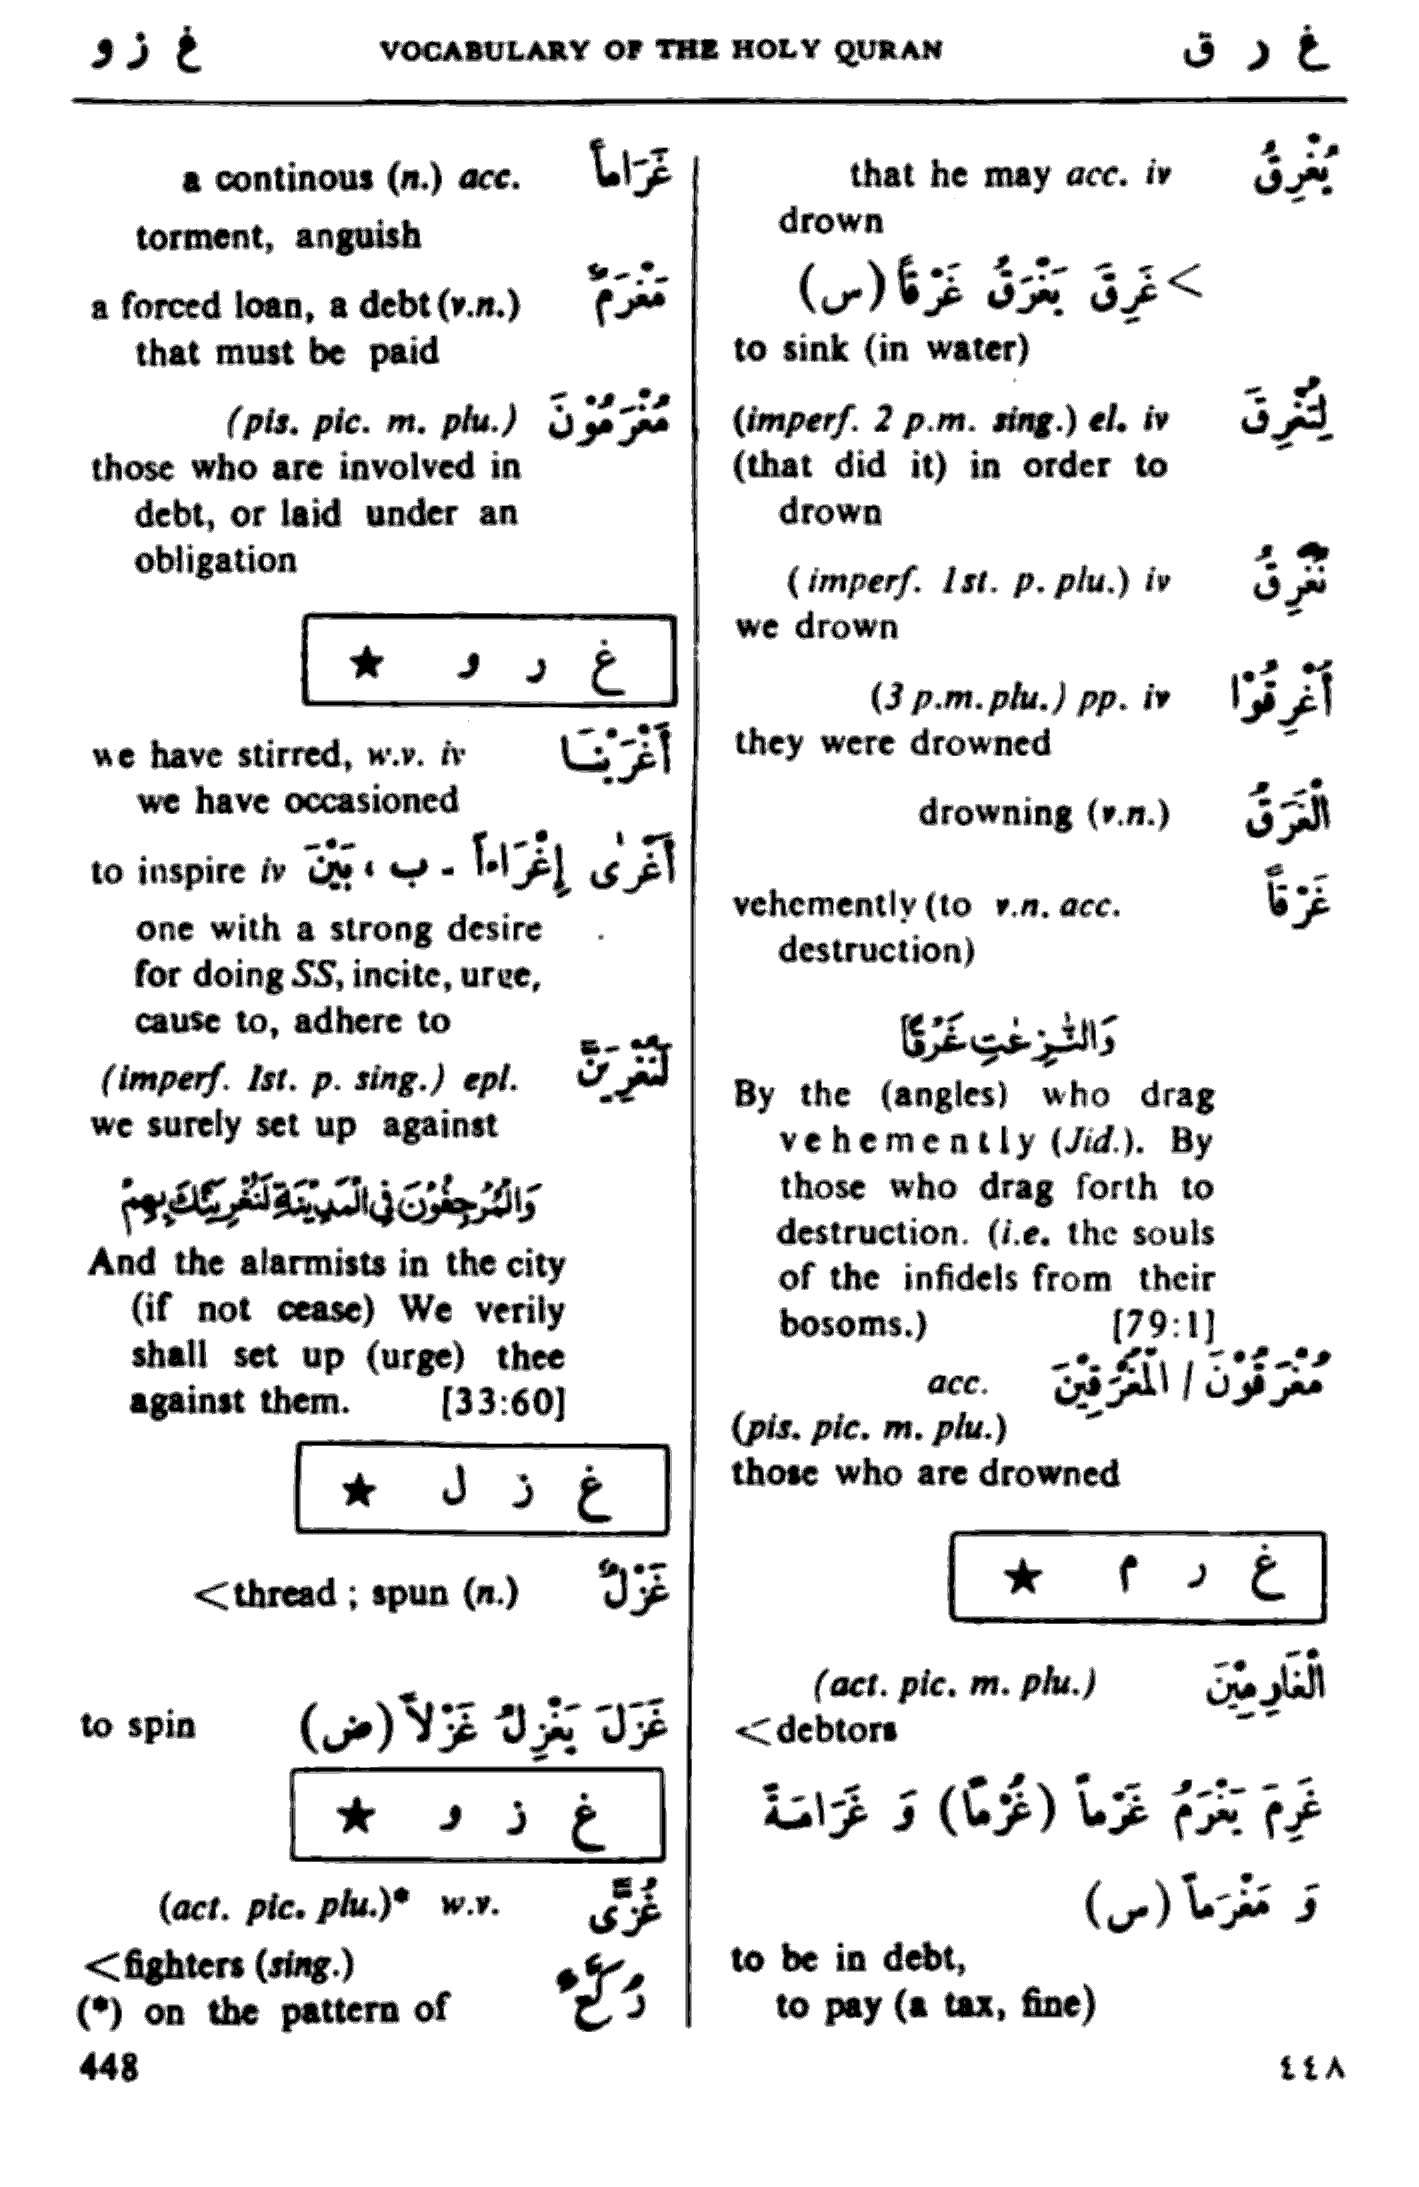 غ ر ق VOCABULARY OF THE HOLY QURAN غ ز و
يُغْرِقُ that he may acc. iv
drown
> غَرِقَ يَغْرَقُ غَرْقاً (س)
to sink (in water)
لِتُغْرِقَ (imperf. 2 p.m. sing.) el. iv
(that did it) in order to
drown
نُغْرِقُ (imperf. 1st. p. plu.) iv
we drown
أُغْرِقُوْا (3 p.m. plu.) pp. iv
they were drowned
الْغَرَقُ drowning (v.n.)
غَرْقاً vehemently (to v.n. acc.
destruction)
وَالنّٰزِعٰتِ غَرْقًا
By the (angles) who drag
vehemently (Jid.). By
those who drag forth to
destruction. (i.e. the souls
of the infidels from their
bosoms.) [79:1]
مُغْرَقُوْنَ / الْمُغْرَقِيْنَ acc.
(pis. pic. m. plu.)
those who are drowned
غ ر م ★
الْغَارِمِيْنَ (act. pic. m. plu.)
<debtors
غَرِمَ يَغْرَمُ غَرْماً (غُرْماً) وَ غَرَامَةً
وَ مَغْرَماً (س)
to be in debt,
to pay (a tax, fine)
غَرَاماً a continous (n.) acc.
torment, anguish
مَغْرَمٌ a forced loan, a debt (v.n.)
that must be paid
مُغْرَمُوْنَ (pis. pic. m. plu.)
those who are involved in
debt, or laid under an
obligation
غ ر و ★
أَغْرَيْنَا we have stirred, w.v. iv
we have occasioned
أَغْرٰى إِغْرَاءاً - ب ، بَيْنَ to inspire iv
one with a strong desire
for doing SS, incite, urge,
cause to, adhere to
لَنُغْرِيَنَّ (imperf. 1st. p. sing.) epl.
we surely set up against
وَالْمُرْجِفُوْنَ فِي الْمَدِيْنَةِ لَنُغْرِيَنَّكَ بِهِمْ
And the alarmists in the city
(if not cease) We verily
shall set up (urge) thee
against them. [33:60]
غ ز ل ★
غَزْلٌ <thread ; spun (n.)
غَزَلَ يَغْزِلُ غَزْلاً (ض) to spin
غ ز و ★
غُزًّى (act. pic. plu.)* w.v.
<fighters (sing.)
(*) on the pattern of رُكَّعٌ
448 ٤٤٨